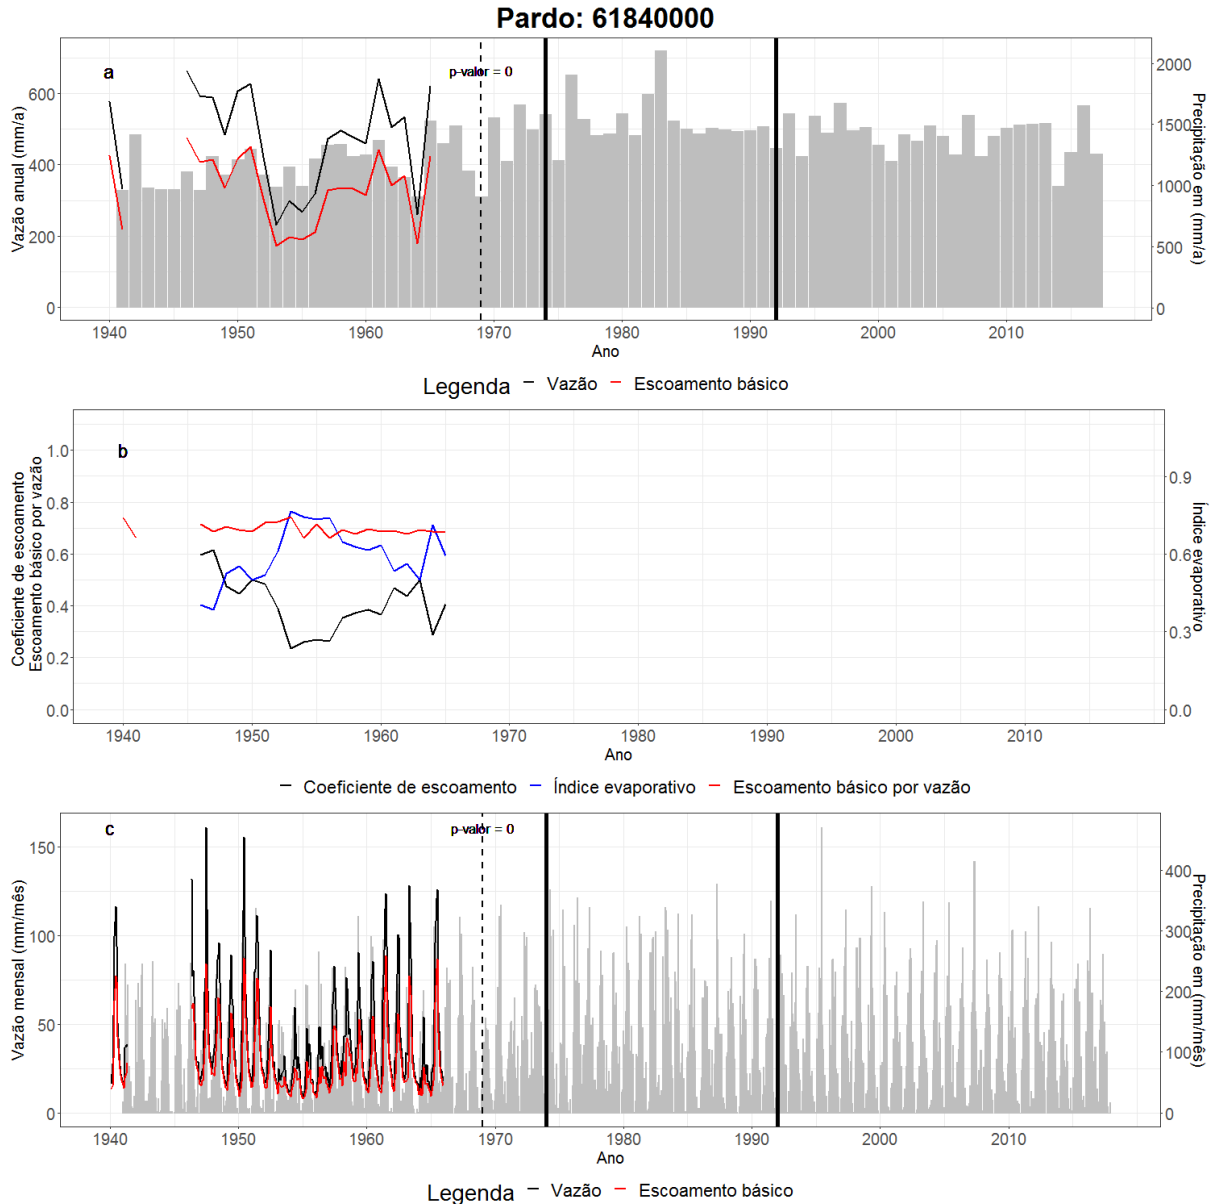 Pardo: 61840000
a
p-valor = 0
Vazão anual (mm/a)
600
400
200
0
2000
1500
1000
500
0
Precipitação em (mm/a)
1940 1950 1960 1970 1980 1990 2000 2010
Ano
Legenda Vazão Escoamento básico
b
Coeficiente de escoamento
Escoamento básico por vazão
1.0
0.8
0.6
0.4
0.2
0.0
0.9
0.6
0.3
0.0
Índice evaporativo
1940 1950 1960 1970 1980 1990 2000 2010
Ano
Coeficiente de escoamento Índice evaporativo Escoamento básico por vazão
c
p-valor = 0
Vazão mensal (mm/mês)
150
100
50
0
400
300
200
100
0
Precipitação em (mm/mês)
1940 1950 1960 1970 1980 1990 2000 2010
Ano
Legenda Vazão Escoamento básico